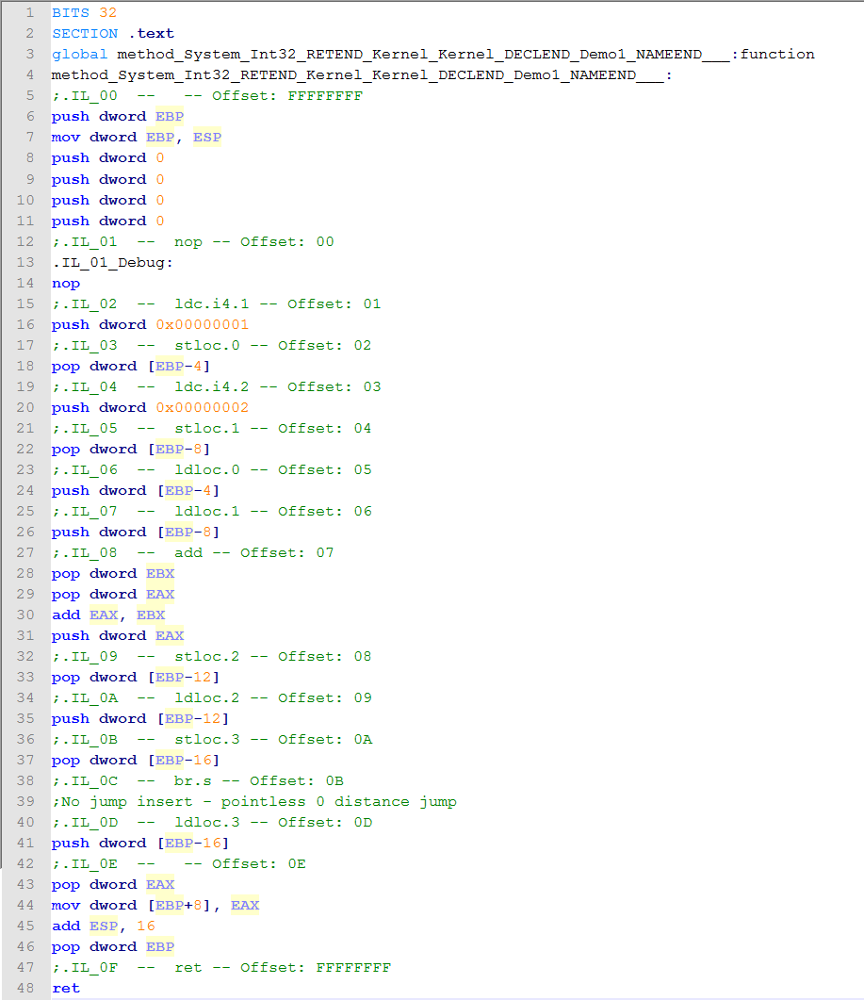 1 BITS 32
2 SECTION .text
3 global method_System_Int32_RETEND_Kernel_Kernel_DECLEND_Demo1_NAMEEND___:function
4 method_System_Int32_RETEND_Kernel_Kernel_DECLEND_Demo1_NAMEEND___:
5 ;.IL_00  --   -- Offset: FFFFFFFF
6 push dword EBP
7 mov dword EBP, ESP
8 push dword 0
9 push dword 0
10 push dword 0
11 push dword 0
12 ;.IL_01  --  nop -- Offset: 00
13 .IL_01_Debug:
14 nop
15 ;.IL_02  --  ldc.i4.1 -- Offset: 01
16 push dword 0x00000001
17 ;.IL_03  --  stloc.0 -- Offset: 02
18 pop dword [EBP-4]
19 ;.IL_04  --  ldc.i4.2 -- Offset: 03
20 push dword 0x00000002
21 ;.IL_05  --  stloc.1 -- Offset: 04
22 pop dword [EBP-8]
23 ;.IL_06  --  ldloc.0 -- Offset: 05
24 push dword [EBP-4]
25 ;.IL_07  --  ldloc.1 -- Offset: 06
26 push dword [EBP-8]
27 ;.IL_08  --  add -- Offset: 07
28 pop dword EBX
29 pop dword EAX
30 add EAX, EBX
31 push dword EAX
32 ;.IL_09  --  stloc.2 -- Offset: 08
33 pop dword [EBP-12]
34 ;.IL_0A  --  ldloc.2 -- Offset: 09
35 push dword [EBP-12]
36 ;.IL_0B  --  stloc.3 -- Offset: 0A
37 pop dword [EBP-16]
38 ;.IL_0C  --  br.s -- Offset: 0B
39 ;No jump insert - pointless 0 distance jump
40 ;.IL_0D  --  ldloc.3 -- Offset: 0D
41 push dword [EBP-16]
42 ;.IL_0E  --   -- Offset: 0E
43 pop dword EAX
44 mov dword [EBP+8], EAX
45 add ESP, 16
46 pop dword EBP
47 ;.IL_0F  --  ret -- Offset: FFFFFFFF
48 ret